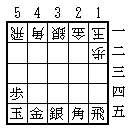 5 4 3 2 1
飛 角 銀 金 玉 一
歩 二
三
歩 四
玉 金 銀 角 飛 五